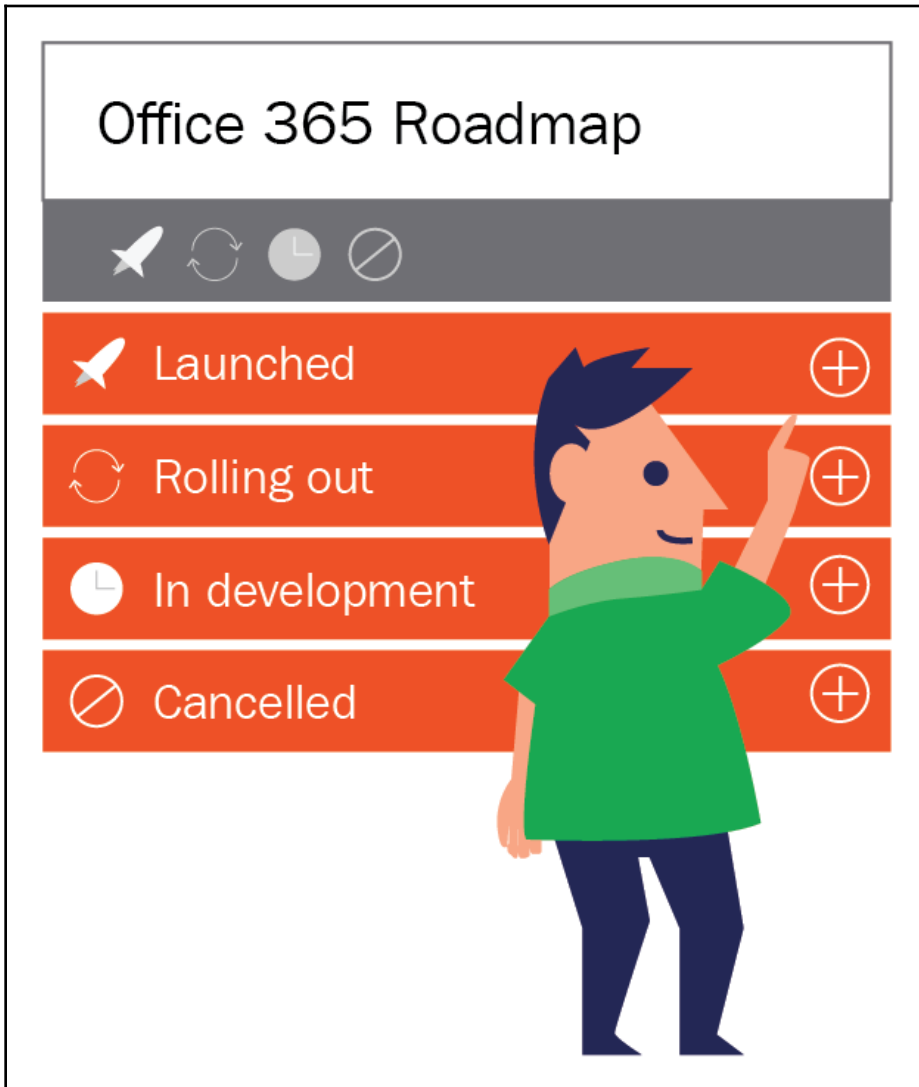 Office 365 Roadmap
Launched
Rolling out
In development
Cancelled